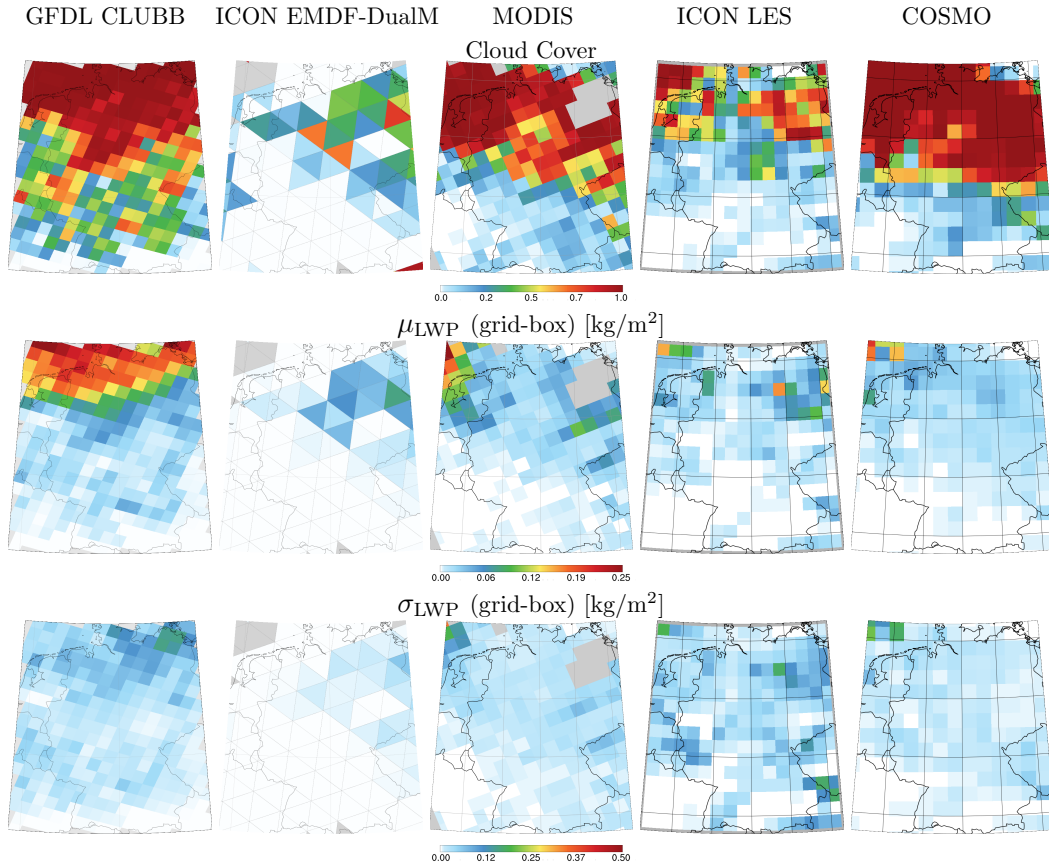 GFDL CLUBB ICON EMDF-DualM MODIS ICON LES COSMO
Cloud Cover
0.0 0.2 0.5 0.7 1.0
μLWP (grid-box) [kg/m²]
0.00 0.06 0.12 0.19 0.25
σLWP (grid-box) [kg/m²]
0.00 0.12 0.25 0.37 0.50